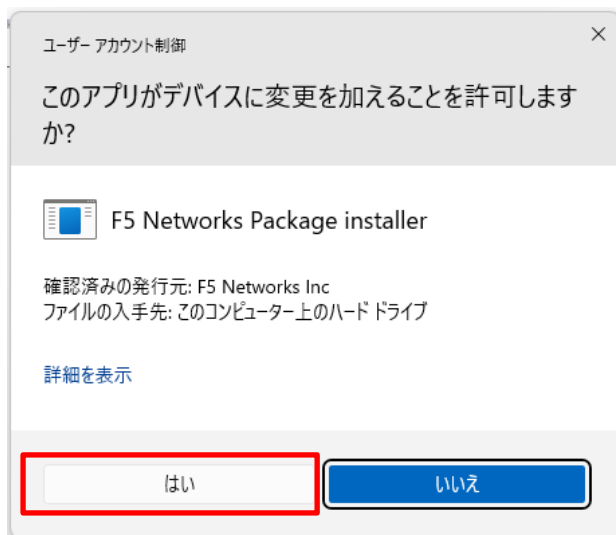 ユーザー アカウント制御
このアプリがデバイスに変更を加えることを許可します
か?
F5 Networks Package installer
確認済みの発行元: F5 Networks Inc
ファイルの入手先: このコンピューター上のハード ドライブ
詳細を表示
はい
いいえ